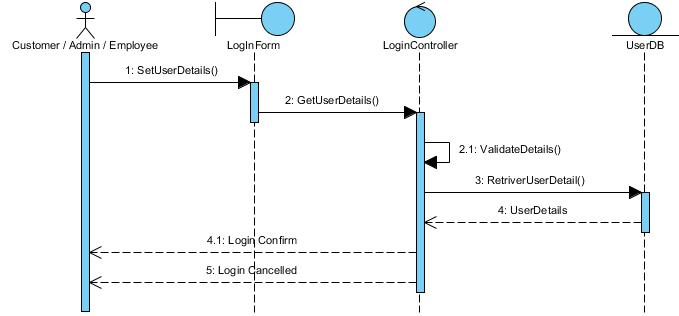 Customer / Admin / Employee
LogInForm
LoginController
UserDB
1: SetUserDetails()
2: GetUserDetails()
2.1: ValidateDetails()
3: RetriverUserDetail()
4: UserDetails
4.1: Login Confirm
5: Login Cancelled